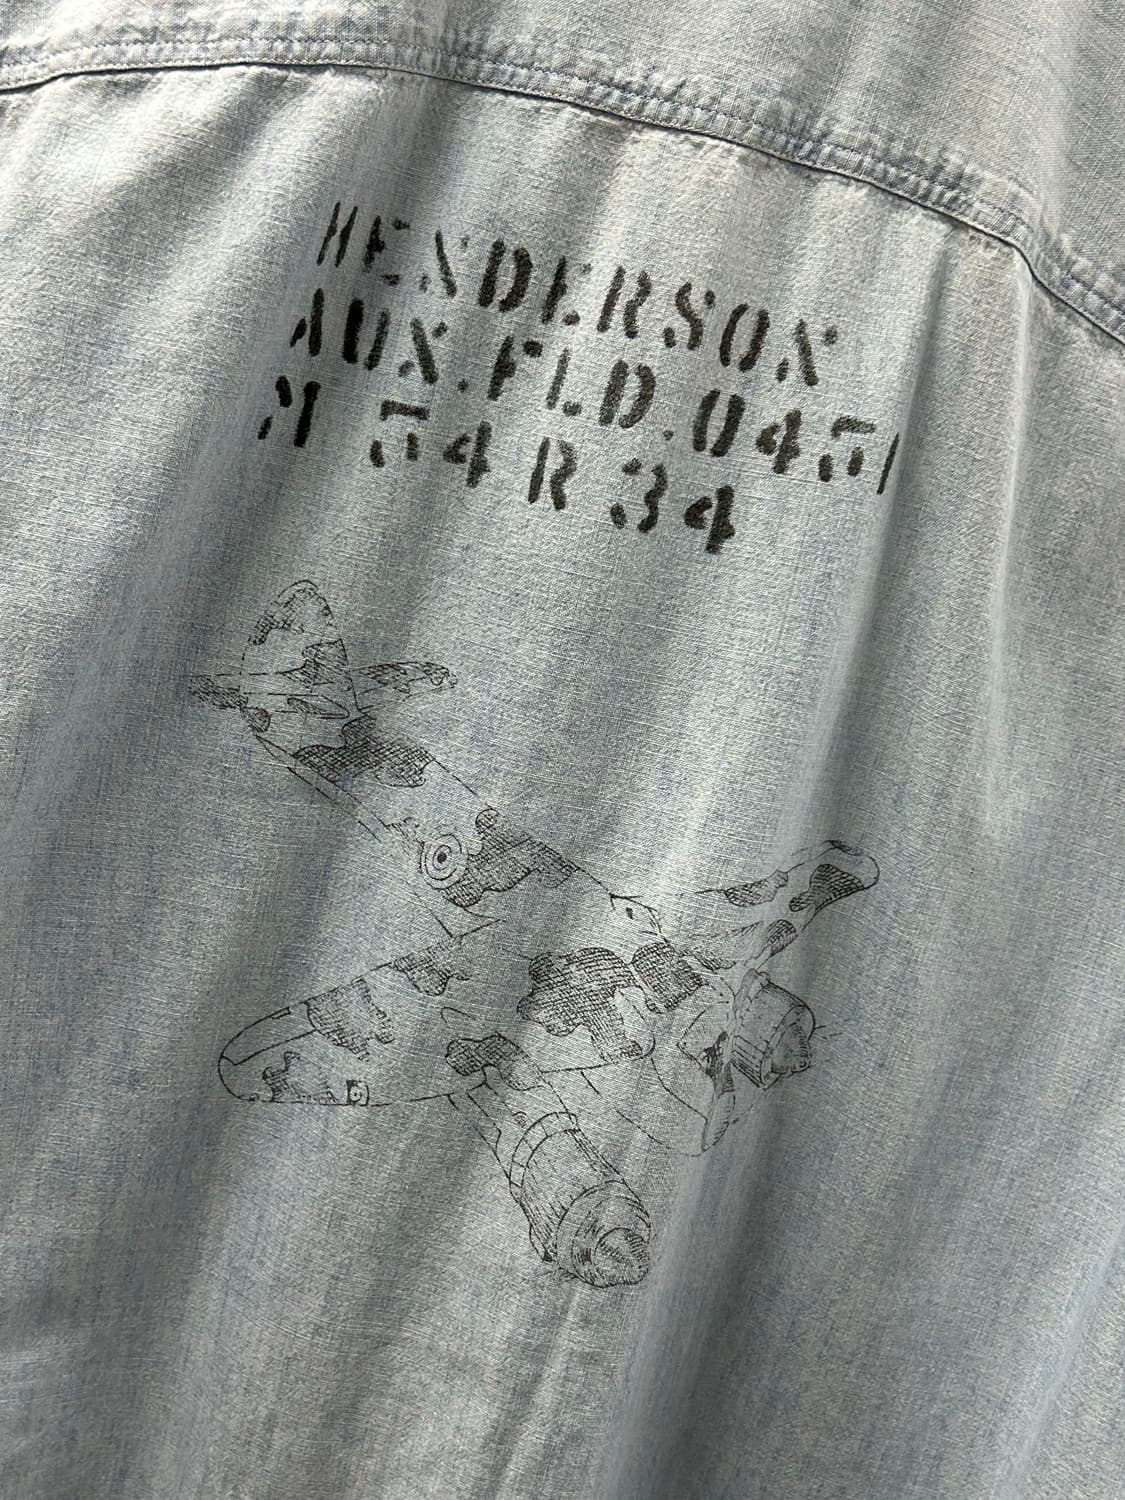 HENDERSON
AUX.FLD.0451
M 54 R 34